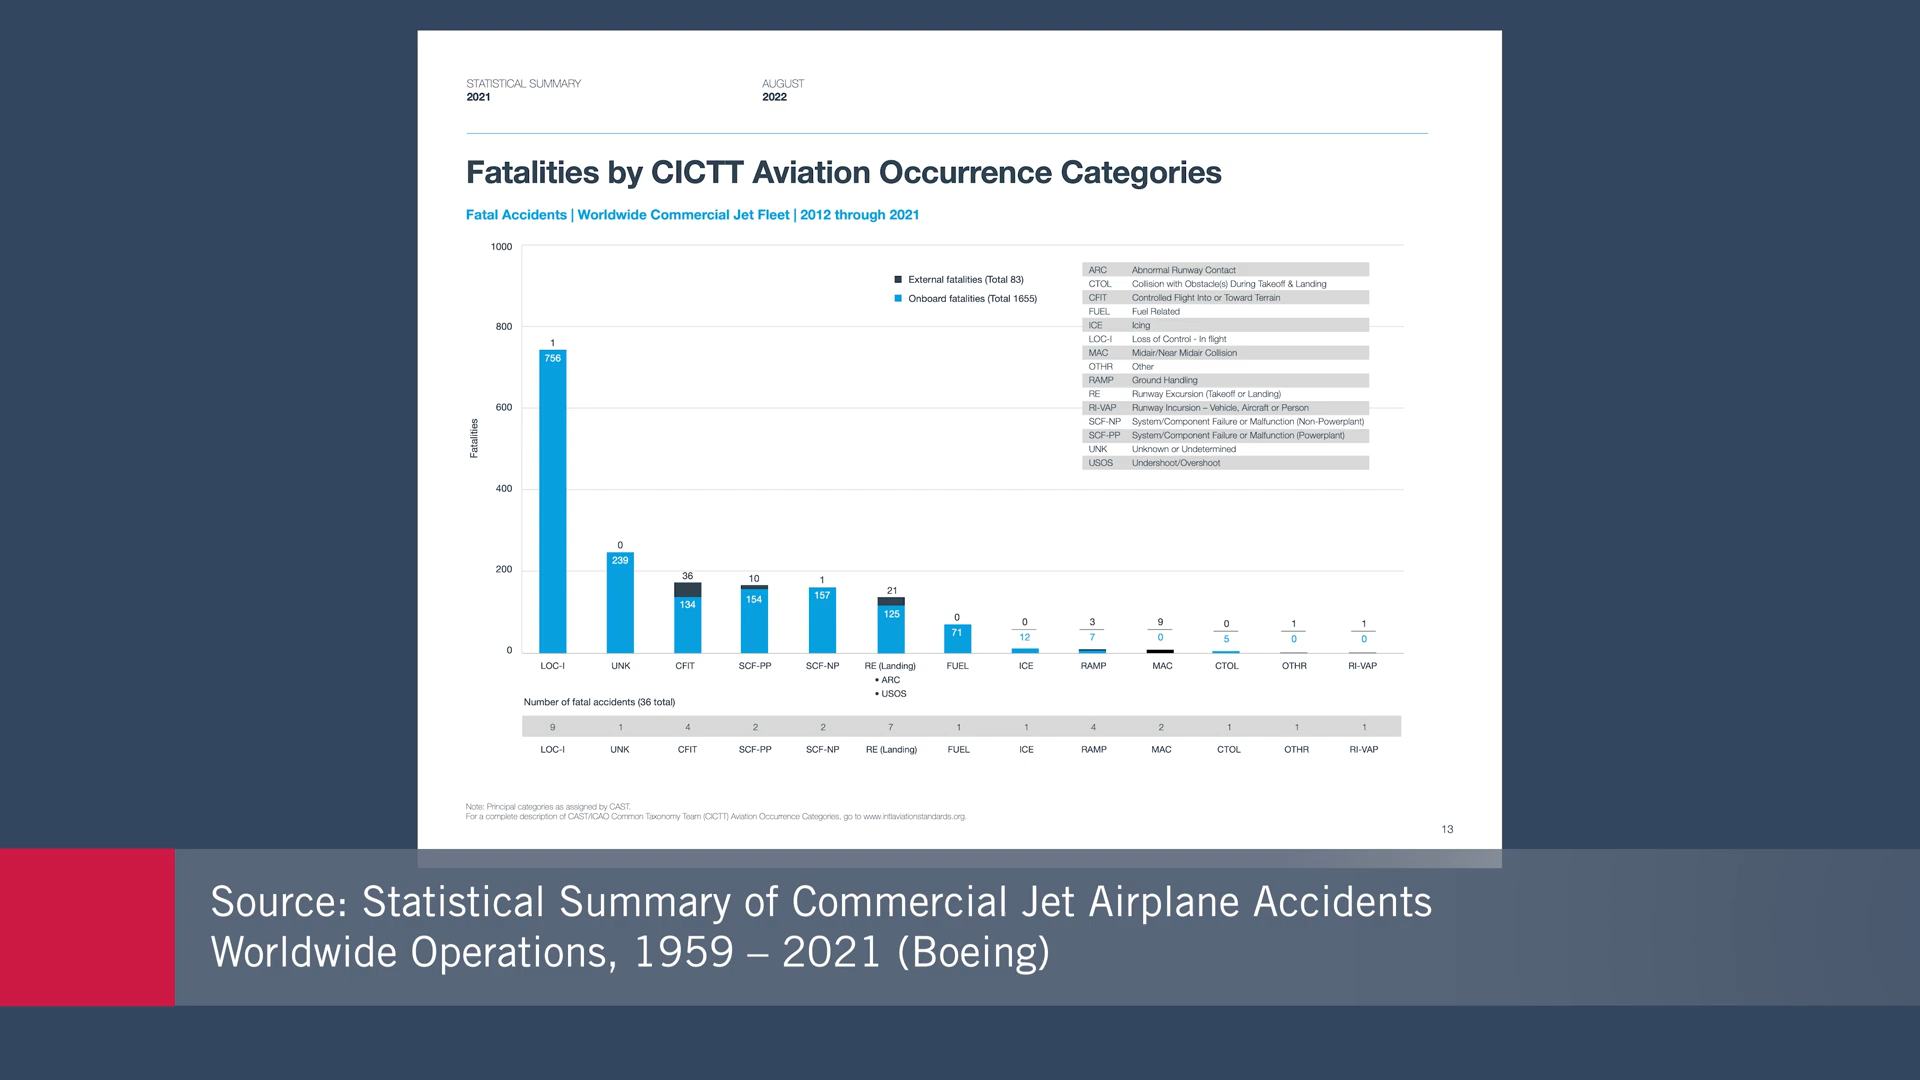 STATISTICAL SUMMARY
2021
AUGUST
2022
Fatalities by CICTT Aviation Occurrence Categories
Fatal Accidents | Worldwide Commercial Jet Fleet | 2012 through 2021
1000
800
600
400
200
0
Fatalities
External fatalities (Total 83)
Onboard fatalities (Total 1655)
ARC Abnormal Runway Contact
CTOL Collision with Obstacle(s) During Takeoff & Landing
CFIT Controlled Flight Into or Toward Terrain
FUEL Fuel Related
ICE Icing
LOC-I Loss of Control - In flight
MAC Midair/Near Midair Collision
OTHR Other
RAMP Ground Handling
RE Runway Excursion (Takeoff or Landing)
RI-VAP Runway Incursion – Vehicle, Aircraft or Person
SCF-NP System/Component Failure or Malfunction (Non-Powerplant)
SCF-PP System/Component Failure or Malfunction (Powerplant)
UNK Unknown or Undetermined
USOS Undershoot/Overshoot
1 0 36 10 1 21 0 0 3 9 0 1 1
756 239 134 154 157 125 71 12 7 0 5 0 0
LOC-I UNK CFIT SCF-PP SCF-NP RE (Landing) FUEL ICE RAMP MAC CTOL OTHR RI-VAP
• ARC
• USOS
Number of fatal accidents (36 total)
9 1 4 2 2 7 1 1 4 2 1 1 1
LOC-I UNK CFIT SCF-PP SCF-NP RE (Landing) FUEL ICE RAMP MAC CTOL OTHR RI-VAP
Note: Principal categories as assigned by CAST.
For a complete description of CAST/ICAO Common Taxonomy Team (CICTT) Aviation Occurrence Categories, go to www.intlaviationstandards.org.
13
Source: Statistical Summary of Commercial Jet Airplane Accidents
Worldwide Operations, 1959 – 2021 (Boeing)